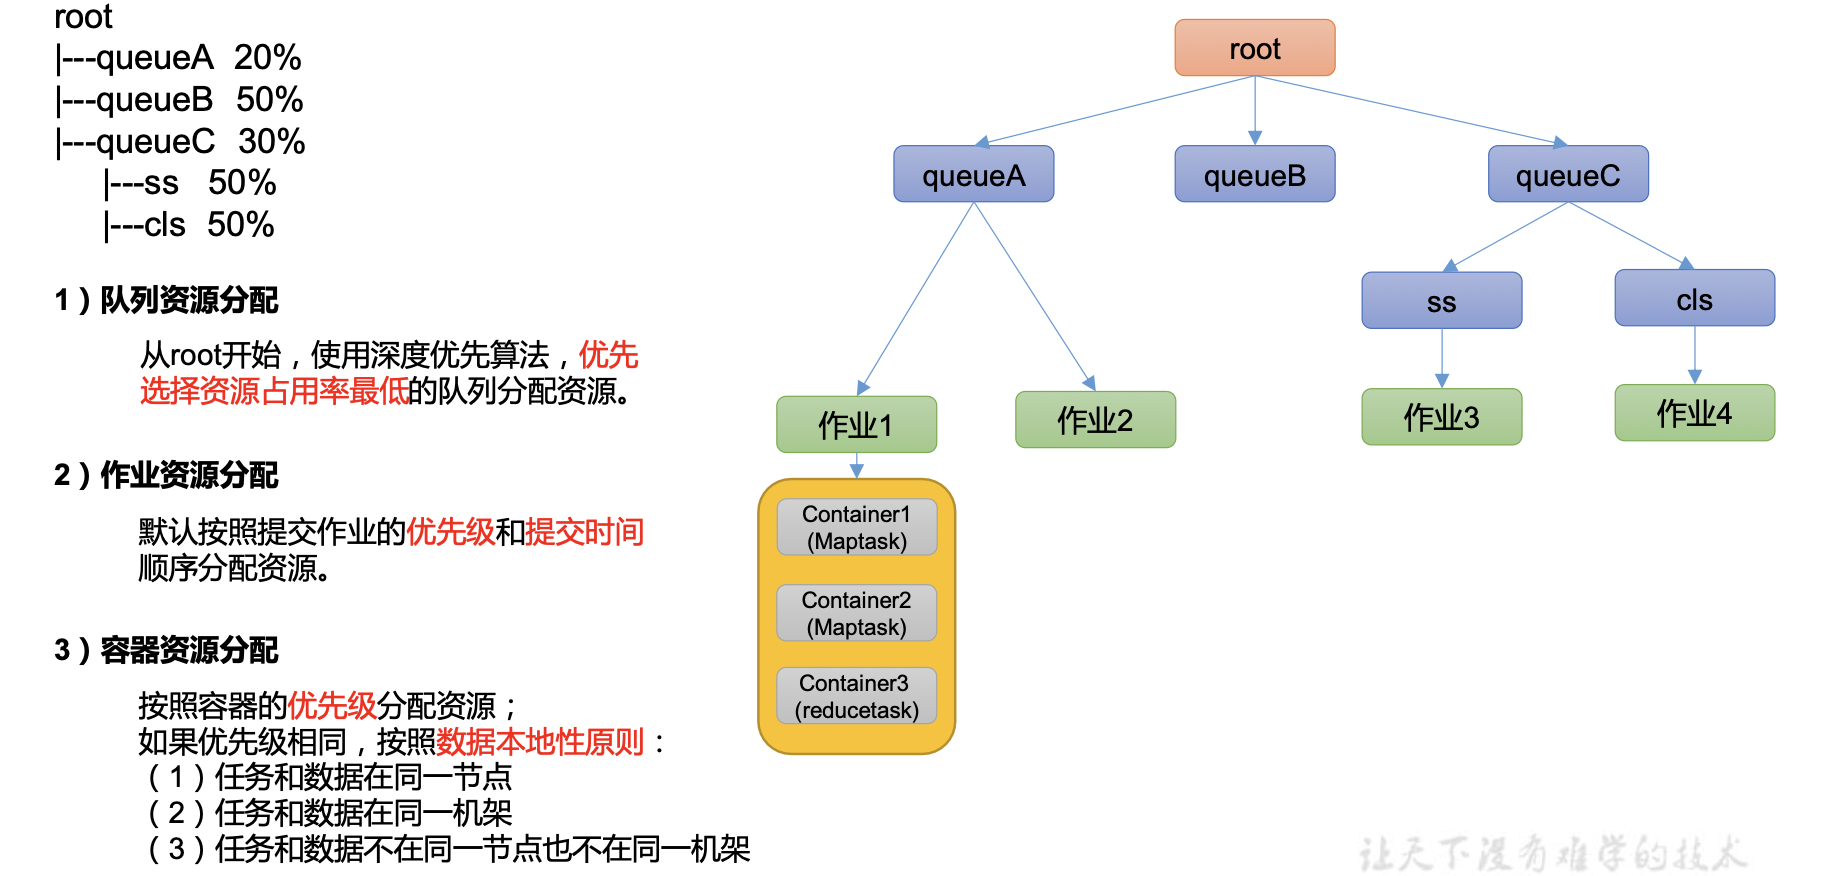 root
|---queueA 20%
|---queueB 50%
|---queueC 30%
|---ss 50%
|---cls 50%
1）队列资源分配
从root开始，使用深度优先算法，优先
选择资源占用率最低的队列分配资源。
2）作业资源分配
默认按照提交作业的优先级和提交时间
顺序分配资源。
3）容器资源分配
按照容器的优先级分配资源；
如果优先级相同，按照数据本地性原则：
（1）任务和数据在同一节点
（2）任务和数据在同一机架
（3）任务和数据不在同一节点也不在同一机架
root
queueA
queueB
queueC
ss
cls
作业1
作业2
作业3
作业4
Container1
(Maptask)
Container2
(Maptask)
Container3
(reducetask)
让天下没有难学的技术